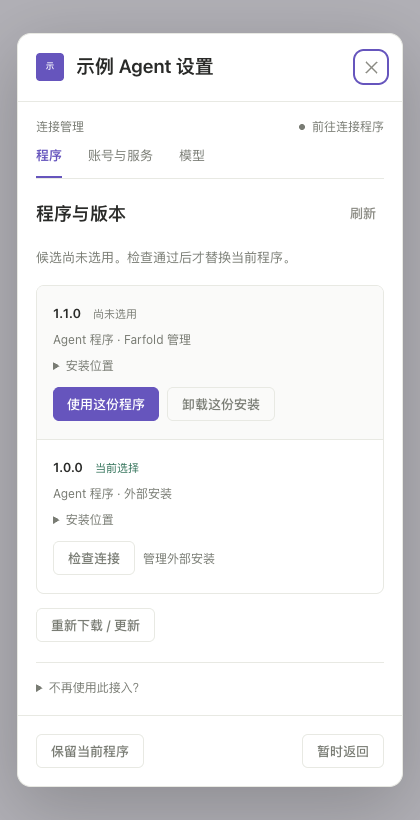 示
示例 Agent 设置
连接管理
前往连接程序
程序
账号与服务
模型
程序与版本
刷新
候选尚未选用。检查通过后才替换当前程序。
1.1.0 尚未选用
Agent 程序 · Farfold 管理
安装位置
使用这份程序
卸载这份安装
1.0.0 当前选择
Agent 程序 · 外部安装
安装位置
检查连接
管理外部安装
重新下载 / 更新
不再使用此接入?
保留当前程序
暂时返回